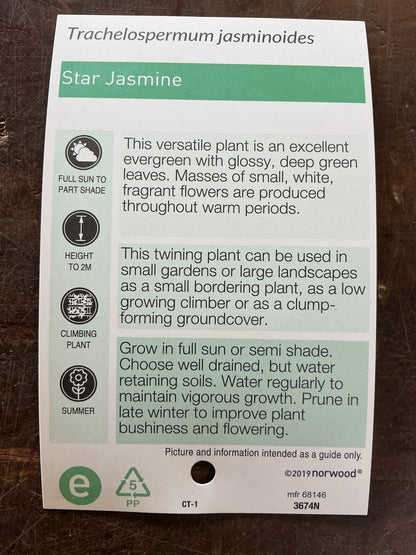 Trachelospermum jasminoides
Star Jasmine
FULL SUN TO
PART SHADE
This versatile plant is an excellent
evergreen with glossy, deep green
leaves. Masses of small, white,
fragrant flowers are produced
throughout warm periods.
HEIGHT
TO 2M
This twining plant can be used in
small gardens or large landscapes
as a small bordering plant, as a low
growing climber or as a clump-
forming groundcover.
CLIMBING
PLANT
Grow in full sun or semi shade.
Choose well drained, but water
retaining soils. Water regularly to
maintain vigorous growth. Prune in
late winter to improve plant
bushiness and flowering.
SUMMER
Picture and information intended as a guide only.
©2019 norwood®
e
5
PP
CT-1
mfr 68146
3674N